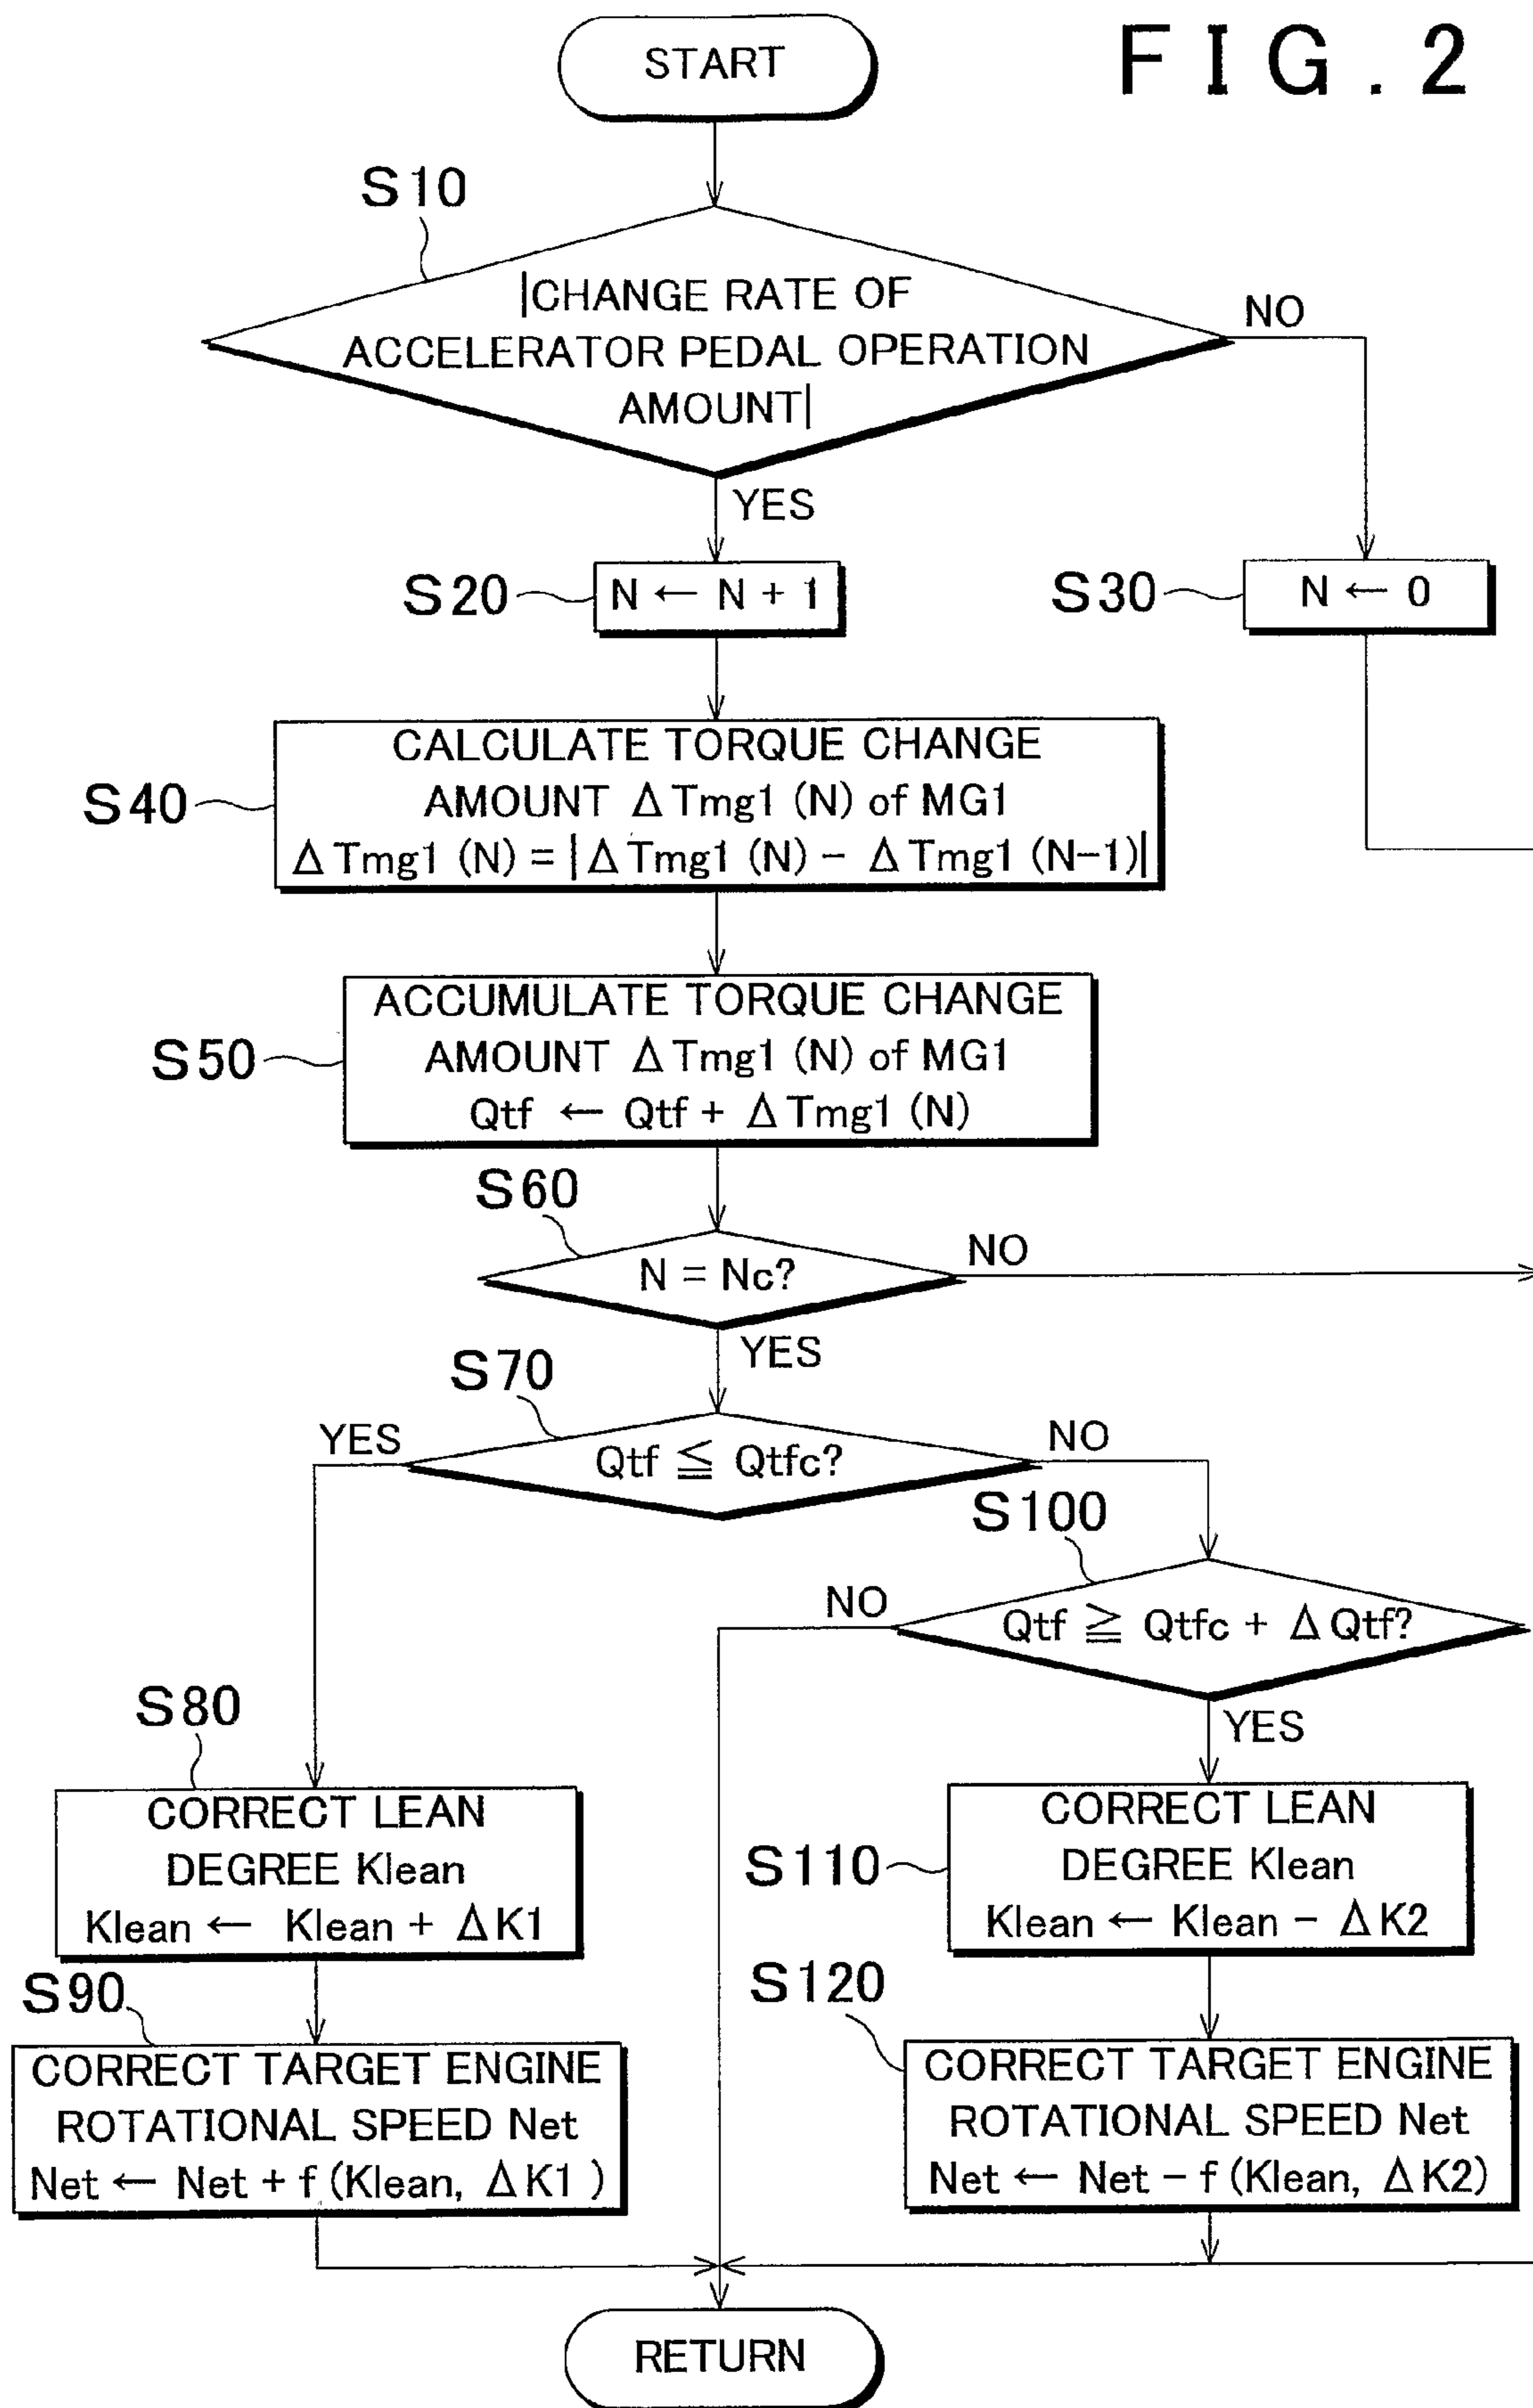 FIG.2
START
S10
|CHANGE RATE OF
ACCELERATOR PEDAL OPERATION
AMOUNT|
NO
YES
S20
N ← N + 1
S30
N ← 0
S40
CALCULATE TORQUE CHANGE
AMOUNT ΔTmg1 (N) of MG1
ΔTmg1 (N) = |ΔTmg1 (N) - ΔTmg1 (N-1)|
S50
ACCUMULATE TORQUE CHANGE
AMOUNT ΔTmg1 (N) of MG1
Qtf ← Qtf + ΔTmg1 (N)
S60
N = Nc?
NO
YES
S70
YES
Qtf ≦ Qtfc?
NO
S100
NO
Qtf ≧ Qtfc + ΔQtf?
YES
S80
CORRECT LEAN
DEGREE Klean
Klean ← Klean + ΔK1
S110
CORRECT LEAN
DEGREE Klean
Klean ← Klean - ΔK2
S90
CORRECT TARGET ENGINE
ROTATIONAL SPEED Net
Net ← Net + f (Klean, ΔK1 )
S120
CORRECT TARGET ENGINE
ROTATIONAL SPEED Net
Net ← Net - f (Klean, ΔK2)
RETURN